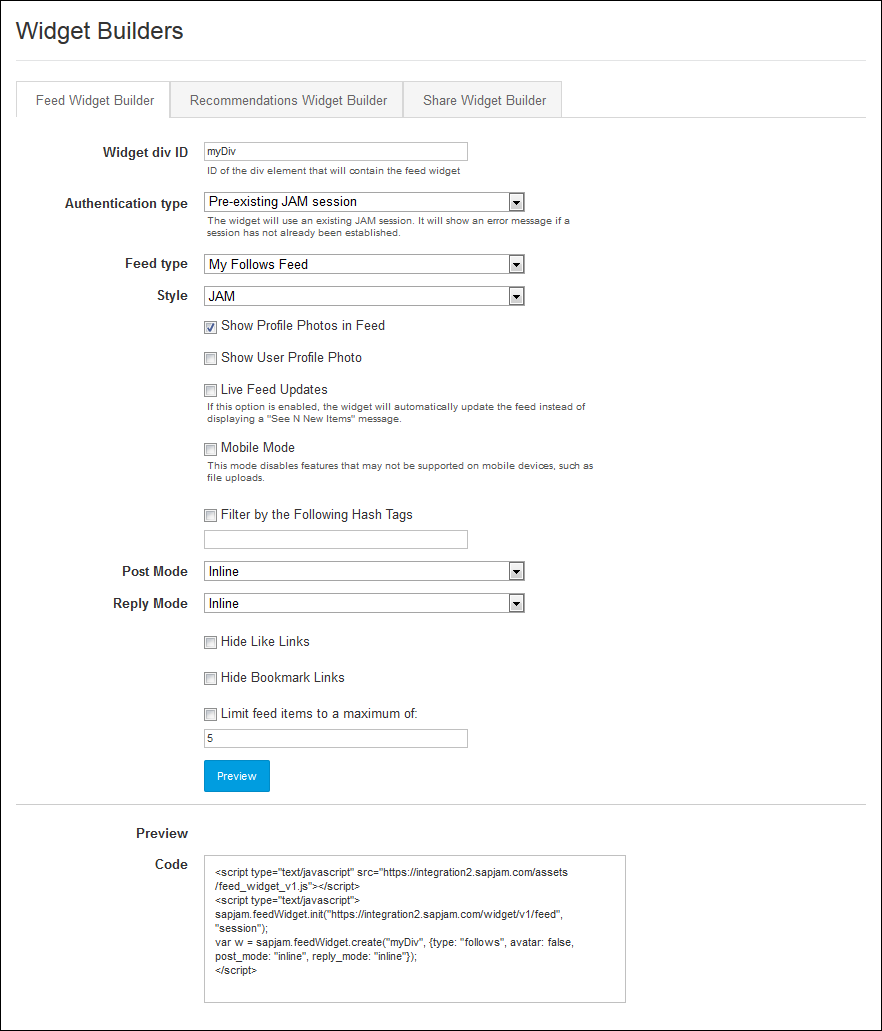 Widget Builders
Feed Widget Builder
Recommendations Widget Builder
Share Widget Builder
Widget div ID
myDiv
ID of the div element that will contain the feed widget
Authentication type
Pre-existing JAM session
The widget will use an existing JAM session. It will show an error message if a
session has not already been established.
Feed type
My Follows Feed
Style
JAM
Show Profile Photos in Feed
Show User Profile Photo
Live Feed Updates
If this option is enabled, the widget will automatically update the feed instead of
displaying a "See N New Items" message.
Mobile Mode
This mode disables features that may not be supported on mobile devices, such as
file uploads.
Filter by the Following Hash Tags
Post Mode
Inline
Reply Mode
Inline
Hide Like Links
Hide Bookmark Links
Limit feed items to a maximum of:
5
Preview
Preview
Code
<script type="text/javascript" src="https://integration2.sapjam.com/assets
/feed_widget_v1.js"></script>
<script type="text/javascript">
sapjam.feedWidget.init("https://integration2.sapjam.com/widget/v1/feed",
"session");
var w = sapjam.feedWidget.create("myDiv", {type: "follows", avatar: false,
post_mode: "inline", reply_mode: "inline"});
</script>